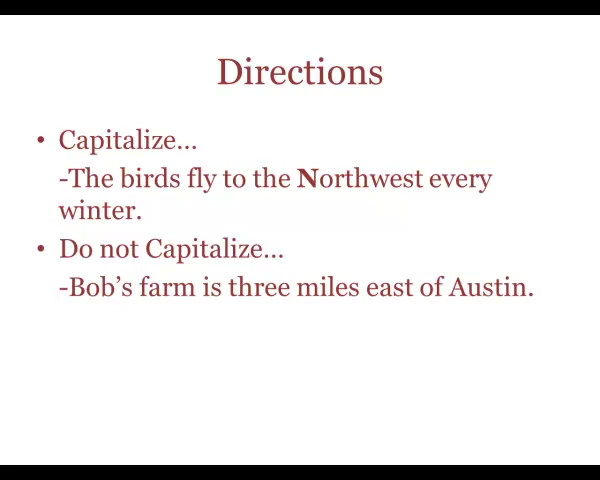 Directions
• Capitalize…
-The birds fly to the Northwest every
winter.
• Do not Capitalize…
-Bob’s farm is three miles east of Austin.